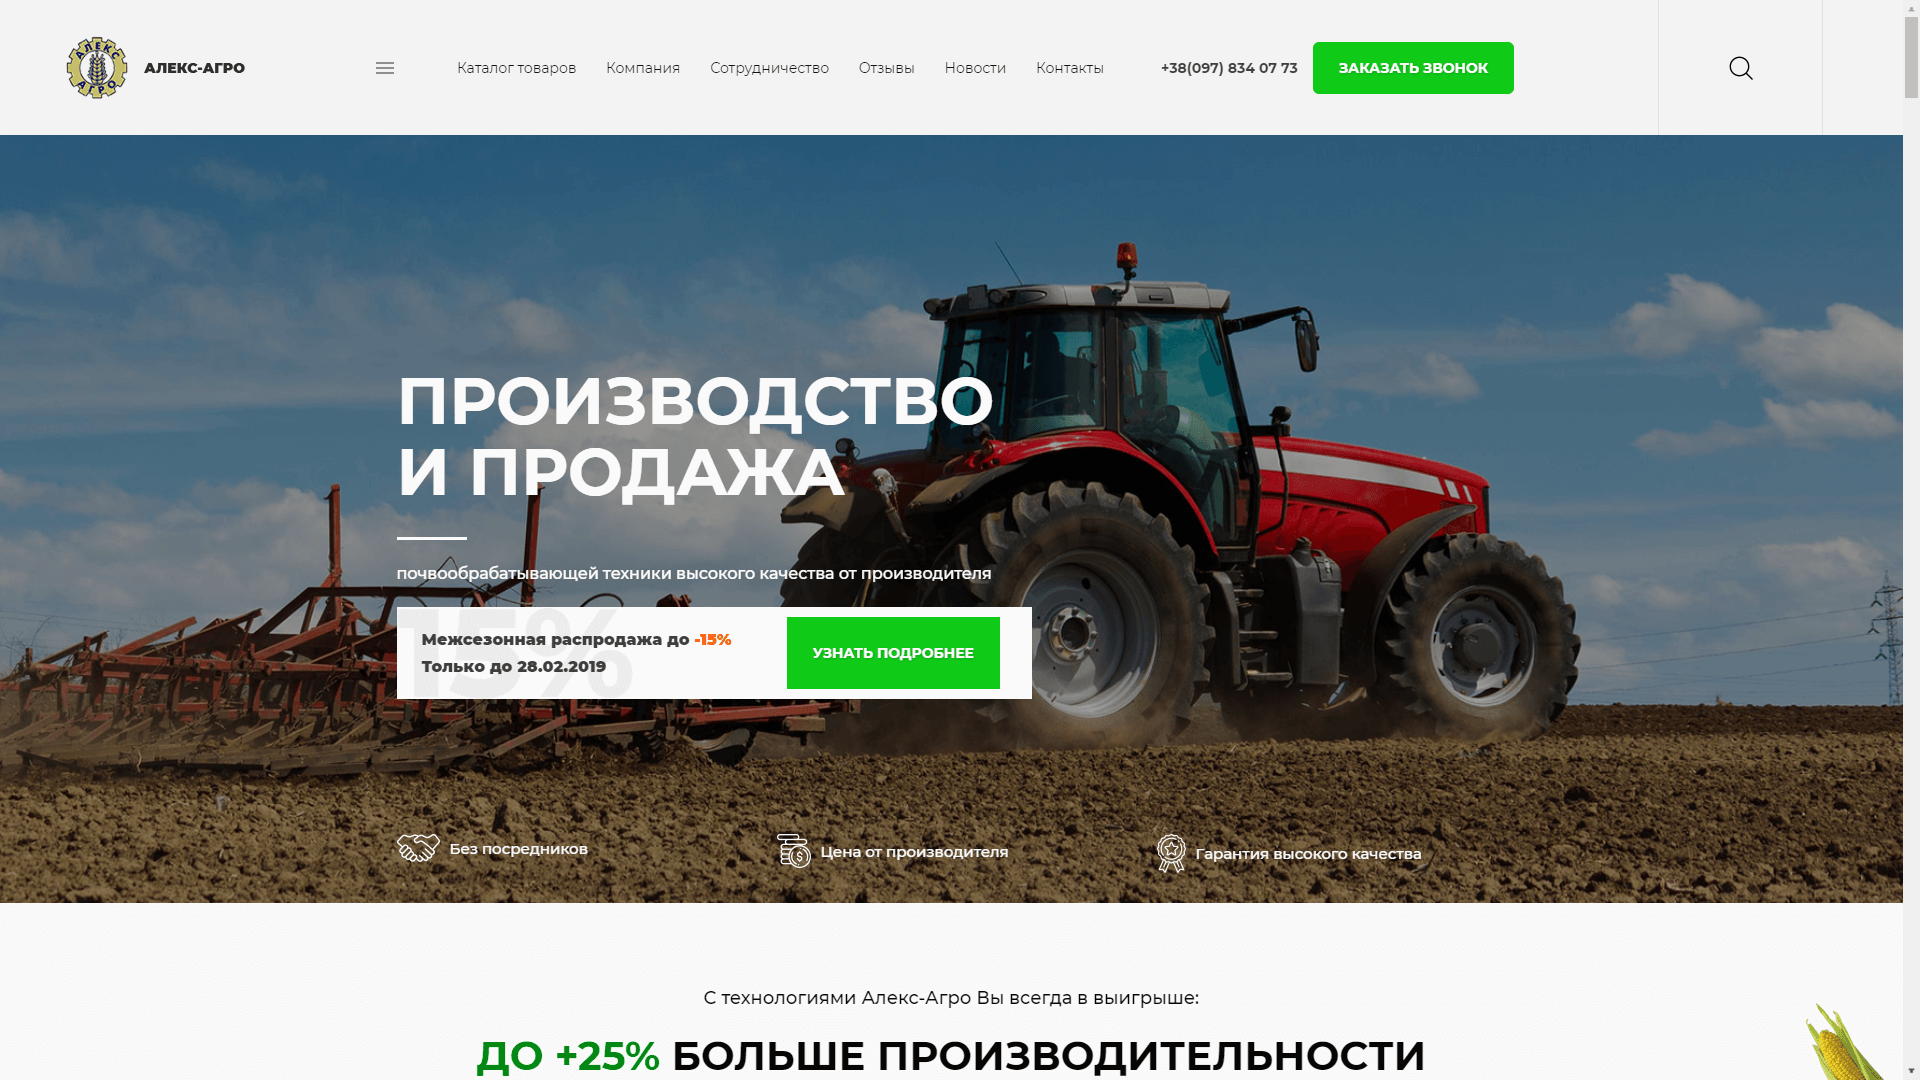 АЛЕКС
АГРО
АЛЕКС-АГРО
Каталог товаров
Компания
Сотрудничество
Отзывы
Новости
Контакты
+38(097) 834 07 73
ЗАКАЗАТЬ ЗВОНОК
ПРОИЗВОДСТВО
И ПРОДАЖА
почвообрабатывающей техники высокого качества от производителя
15%
Межсезонная распродажа до -15%
Только до 28.02.2019
УЗНАТЬ ПОДРОБНЕЕ
Без посредников
Цена от производителя
Гарантия высокого качества
С технологиями Алекс-Агро Вы всегда в выигрыше:
ДО +25% БОЛЬШЕ ПРОИЗВОДИТЕЛЬНОСТИ